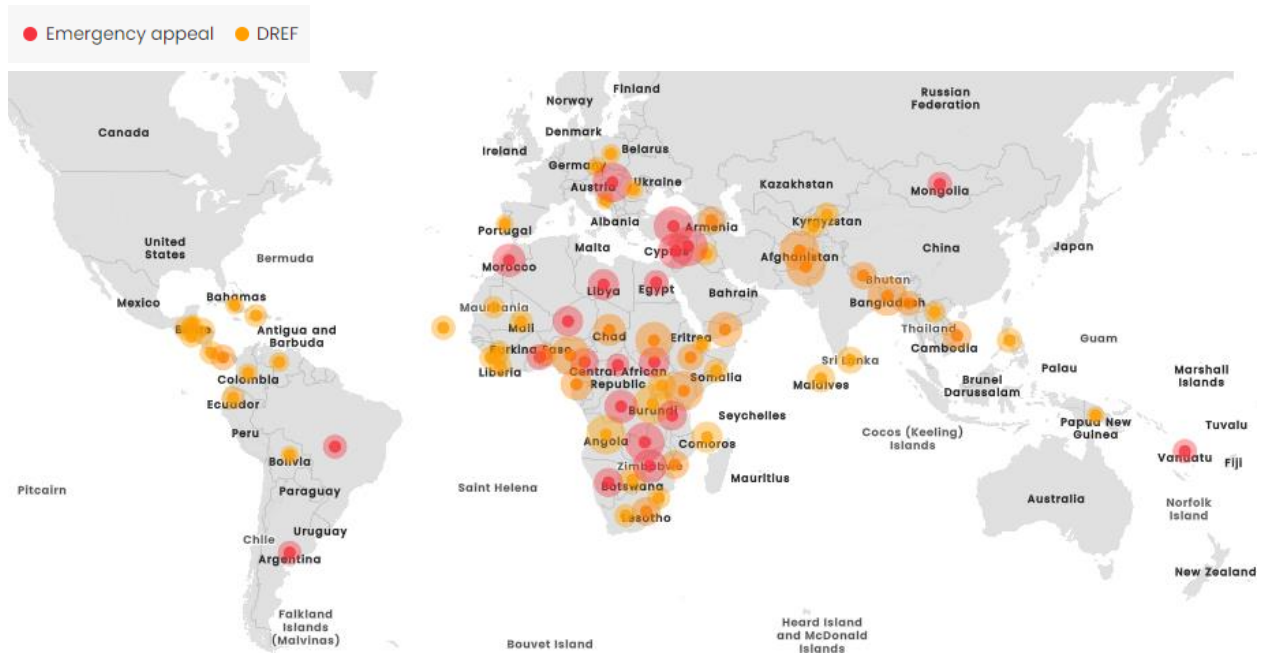 Emergency appeal
DREF
Finland
Norway
Russian
Federation
Canada
Denmark
Ireland
Belarus
Germany
Austria
Ukraine
Kazakhstan
Mongolia
Albania
Kyrgyzstan
Portugal
Armenia
United
States
Malta
Cyprus
China
Japan
Bermuda
Afghanistan
Morocco
Bhutan
Libya
Egypt
Bahrain
Bahamas
Mexico
Mauritania
Bangladesh
Mali
Antigua and
Barbuda
Chad
Eritrea
Thailand
Guam
Burkina Faso
Cambodia
Sri Lanka
Liberia
Central African
Republic
Somalia
Palau
Marshall
Islands
Colombia
Maldives
Brunel
Darussalam
Ecuador
Burundi
Seychelles
Papua New
Guinea
Tuvalu
Peru
Angola
Comoros
Cocos (Keeling)
Islands
Vanuatu
Fiji
Bolivia
Zimbabwe
Mauritius
Pitcairn
Paraguay
Saint Helena
Botswana
Australia
Norfolk
Island
Lesotho
Uruguay
Chile
Argentina
New Zealand
Falkland
Islands
(Malvinas)
Bouvet Island
Heard Island
and McDonald
Islands